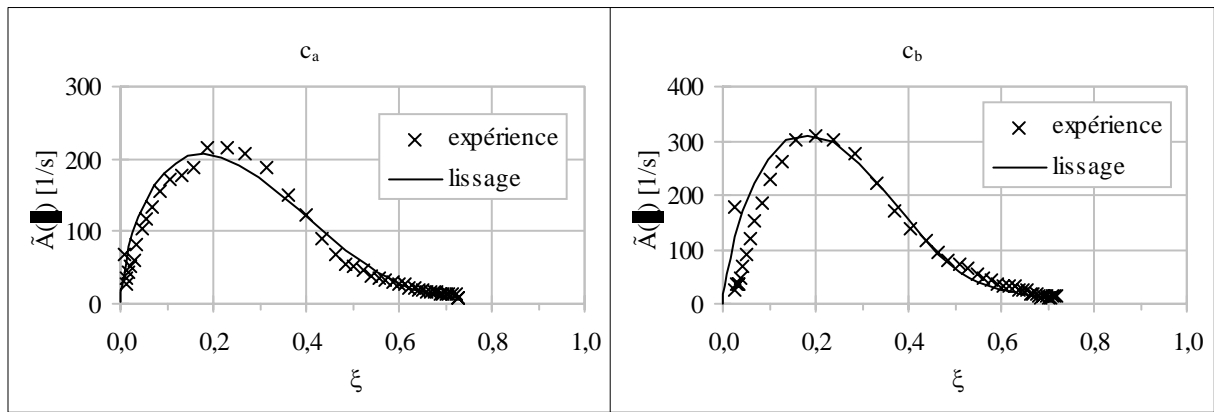 c_a
Ã(█) [1/s]
300
200
100
0
0,0 0,2 0,4 0,6 0,8 1,0
ξ
expérience
lissage
c_b
Ã(█) [1/s]
400
300
200
100
0
0,0 0,2 0,4 0,6 0,8 1,0
ξ
expérience
lissage